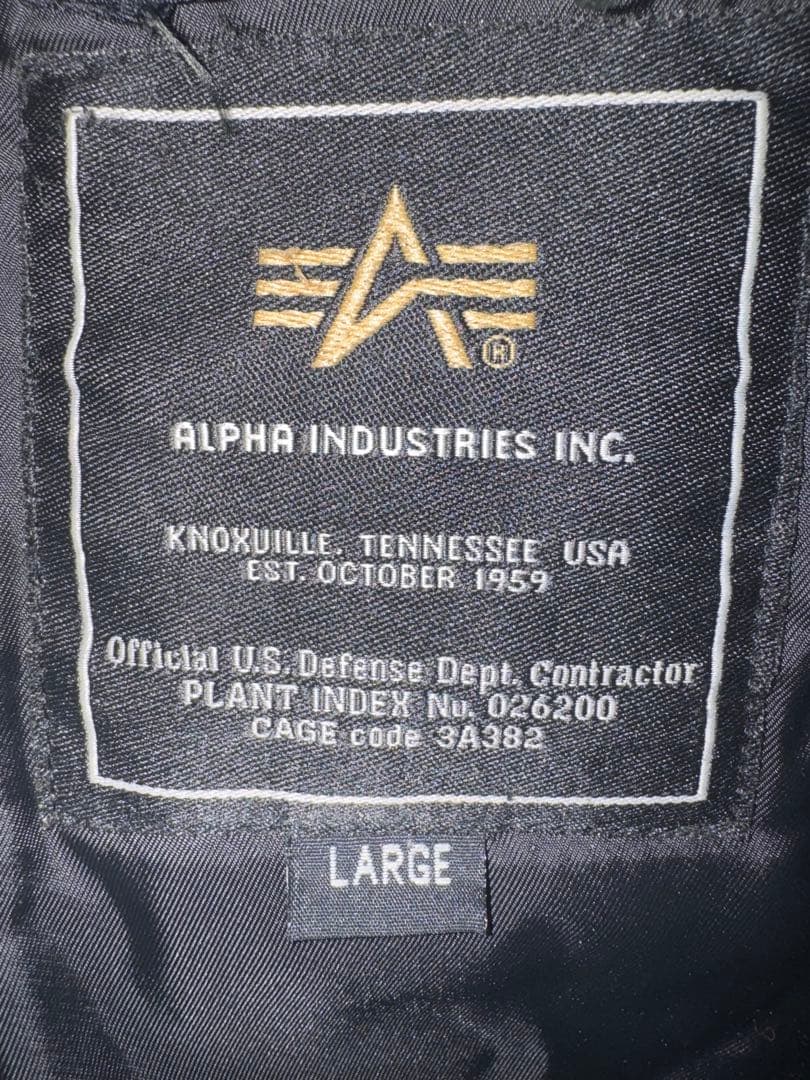 ®
ALPHA INDUSTRIES INC.
KNOXVILLE, TENNESSEE USA
EST. OCTOBER 1959
Official U.S. Defense Dept. Contractor
PLANT INDEX No. 026200
CAGE code 3A382
LARGE